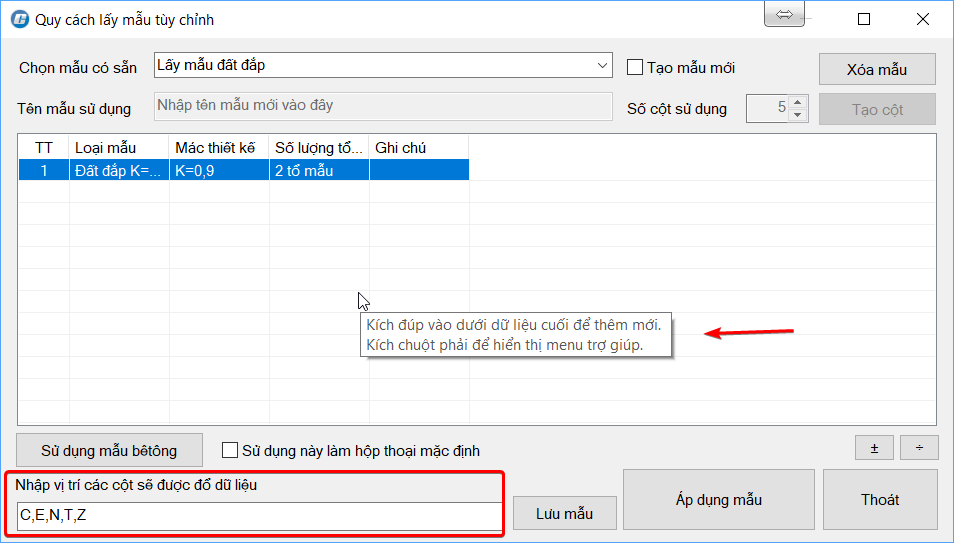 Quy cách lấy mẫu tùy chỉnh
Chọn mẫu có sẵn Lấy mẫu đất đắp Tạo mẫu mới Xóa mẫu
Tên mẫu sử dụng Nhập tên mẫu mới vào đây Số cột sử dụng 5 Tạo cột
TT Loại mẫu Mác thiết kế Số lượng tổ... Ghi chú
1 Đất đắp K=... K=0,9 2 tổ mẫu
Kích đúp vào dưới dữ liệu cuối để thêm mới.
Kích chuột phải để hiển thị menu trợ giúp.
Sử dụng mẫu bêtông Sử dụng này làm hộp thoại mặc định ± ÷
Nhập vị trí các cột sẽ được đổ dữ liệu
C,E,N,T,Z Lưu mẫu Áp dụng mẫu Thoát